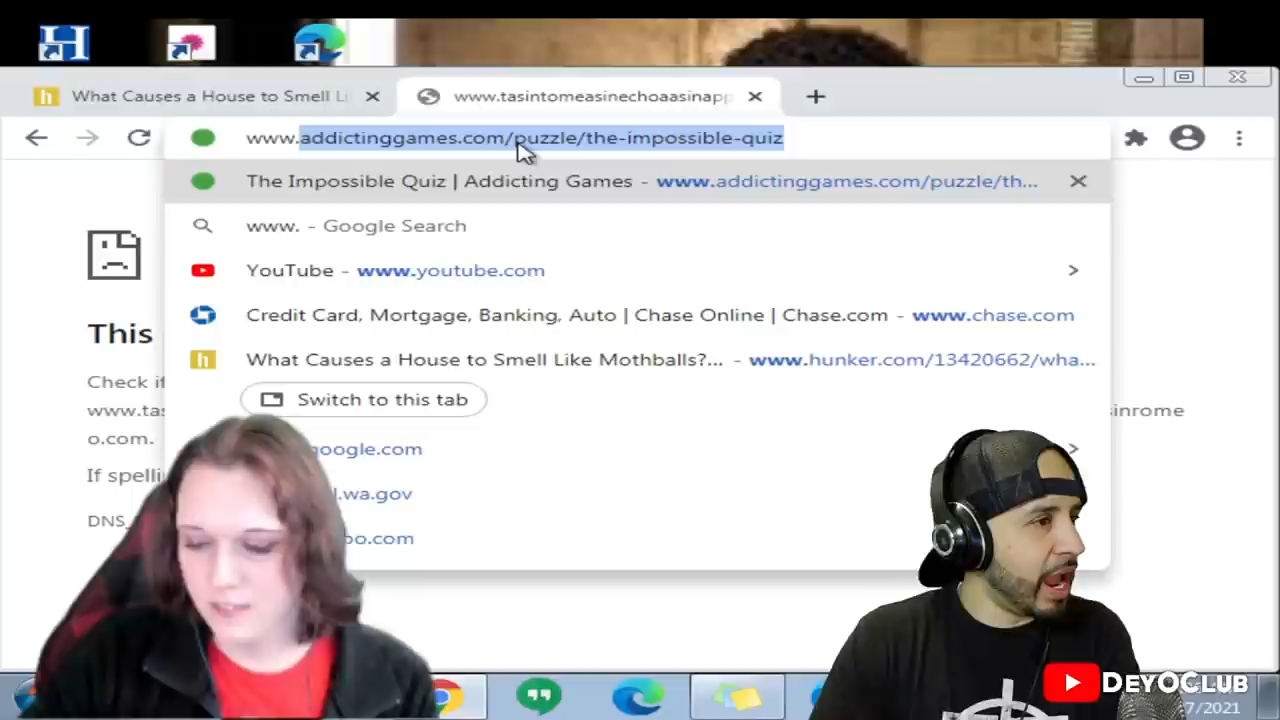 What Causes a House to Smell Li
www.tasintomeasinechoaasinapp
www.addictinggames.com/puzzle/the-impossible-quiz
The Impossible Quiz | Addicting Games - www.addictinggames.com/puzzle/th...
www. - Google Search
YouTube - www.youtube.com
Credit Card, Mortgage, Banking, Auto | Chase Online | Chase.com - www.chase.com
What Causes a House to Smell Like Mothballs?... - www.hunker.com/13420662/wha...
Switch to this tab
google.com
.wa.gov
bo.com
This
Check if
www.tas
sinrome
o.com.
If spelli
DNS_
DEYOCLUB
7/2021